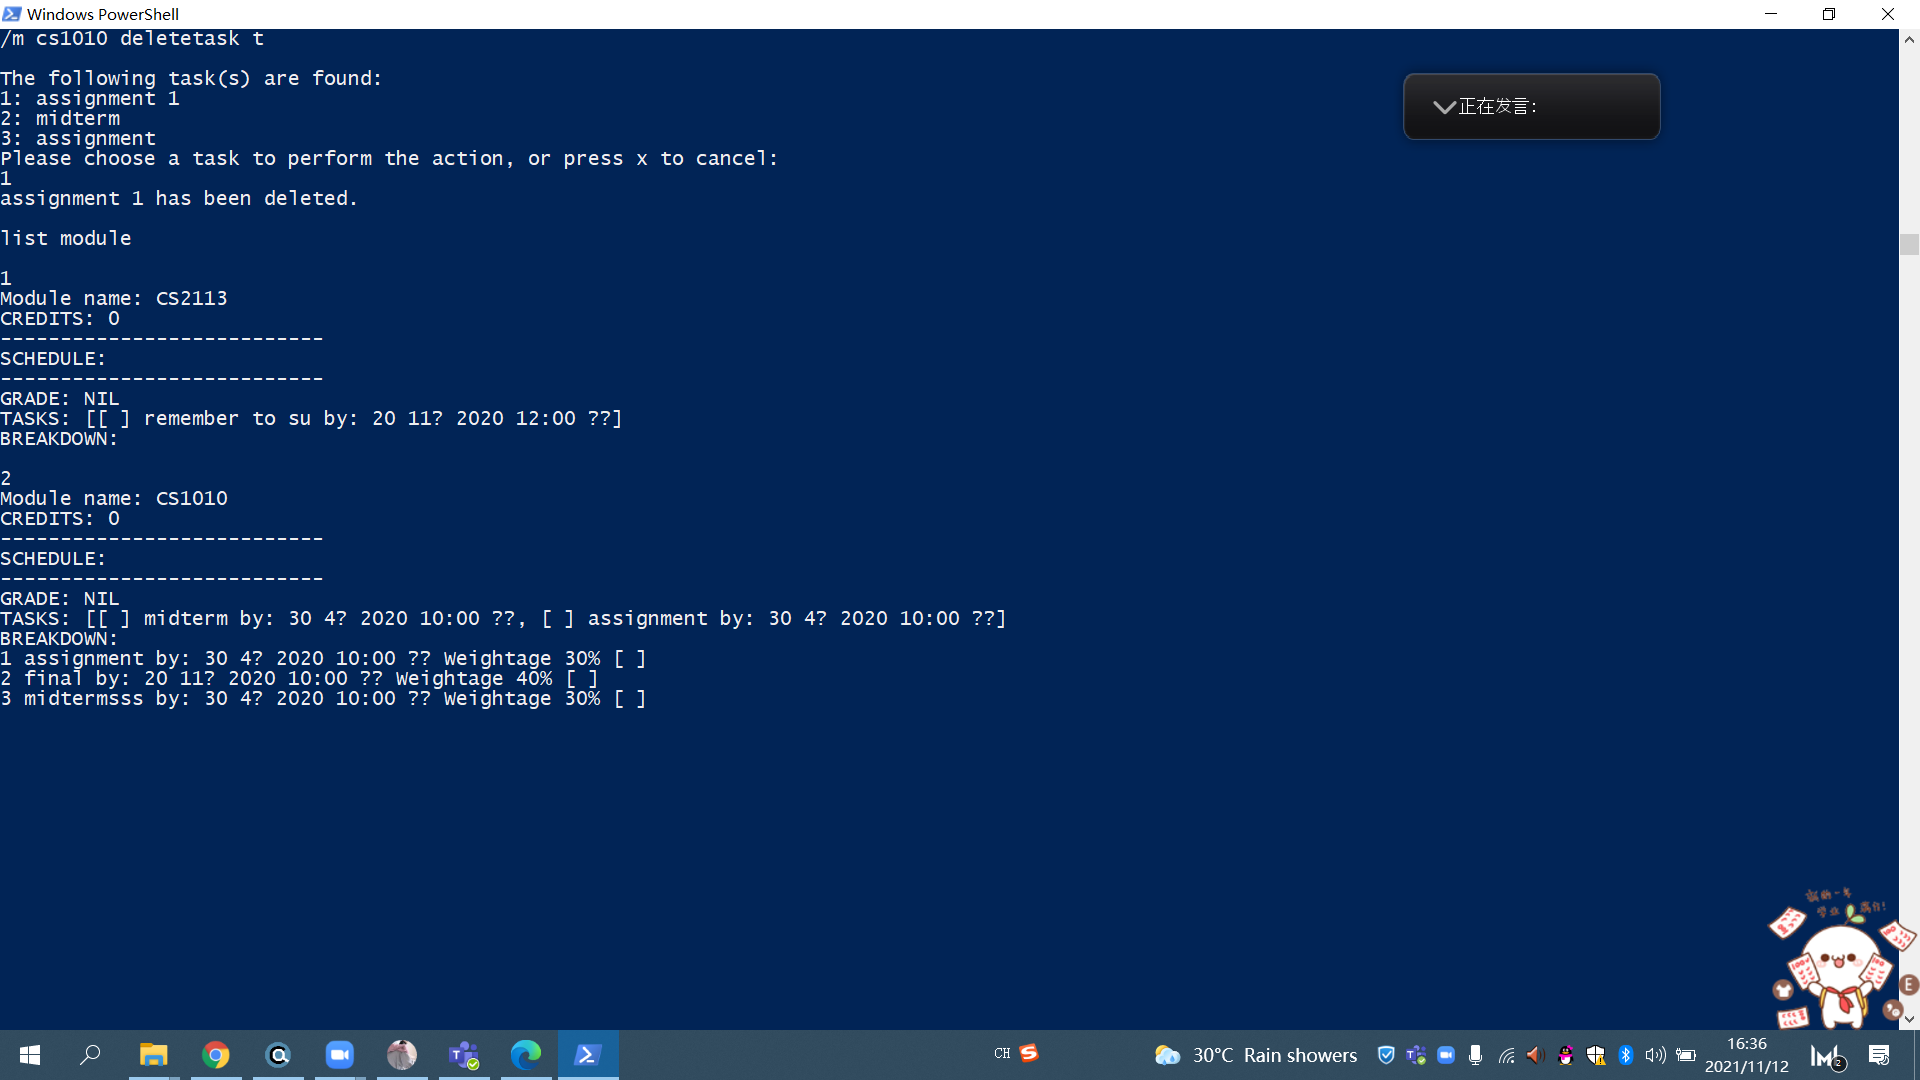 Windows PowerShell
/m cs1010 deletetask t
The following task(s) are found:
1: assignment 1
2: midterm
3: assignment
Please choose a task to perform the action, or press x to cancel:
1
assignment 1 has been deleted.
list module
1
Module name: CS2113
CREDITS: 0
---------------------------
SCHEDULE:
---------------------------
GRADE: NIL
TASKS: [[ ] remember to su by: 20 11? 2020 12:00 ??]
BREAKDOWN:
2
Module name: CS1010
CREDITS: 0
---------------------------
SCHEDULE:
---------------------------
GRADE: NIL
TASKS: [[ ] midterm by: 30 4? 2020 10:00 ??, [ ] assignment by: 30 4? 2020 10:00 ??]
BREAKDOWN:
1 assignment by: 30 4? 2020 10:00 ?? Weightage 30% [ ]
2 final by: 20 11? 2020 10:00 ?? Weightage 40% [ ]
3 midtermsss by: 30 4? 2020 10:00 ?? Weightage 30% [ ]
正在发言:
E
CH
30°C Rain showers
16:36
2021/11/12
2